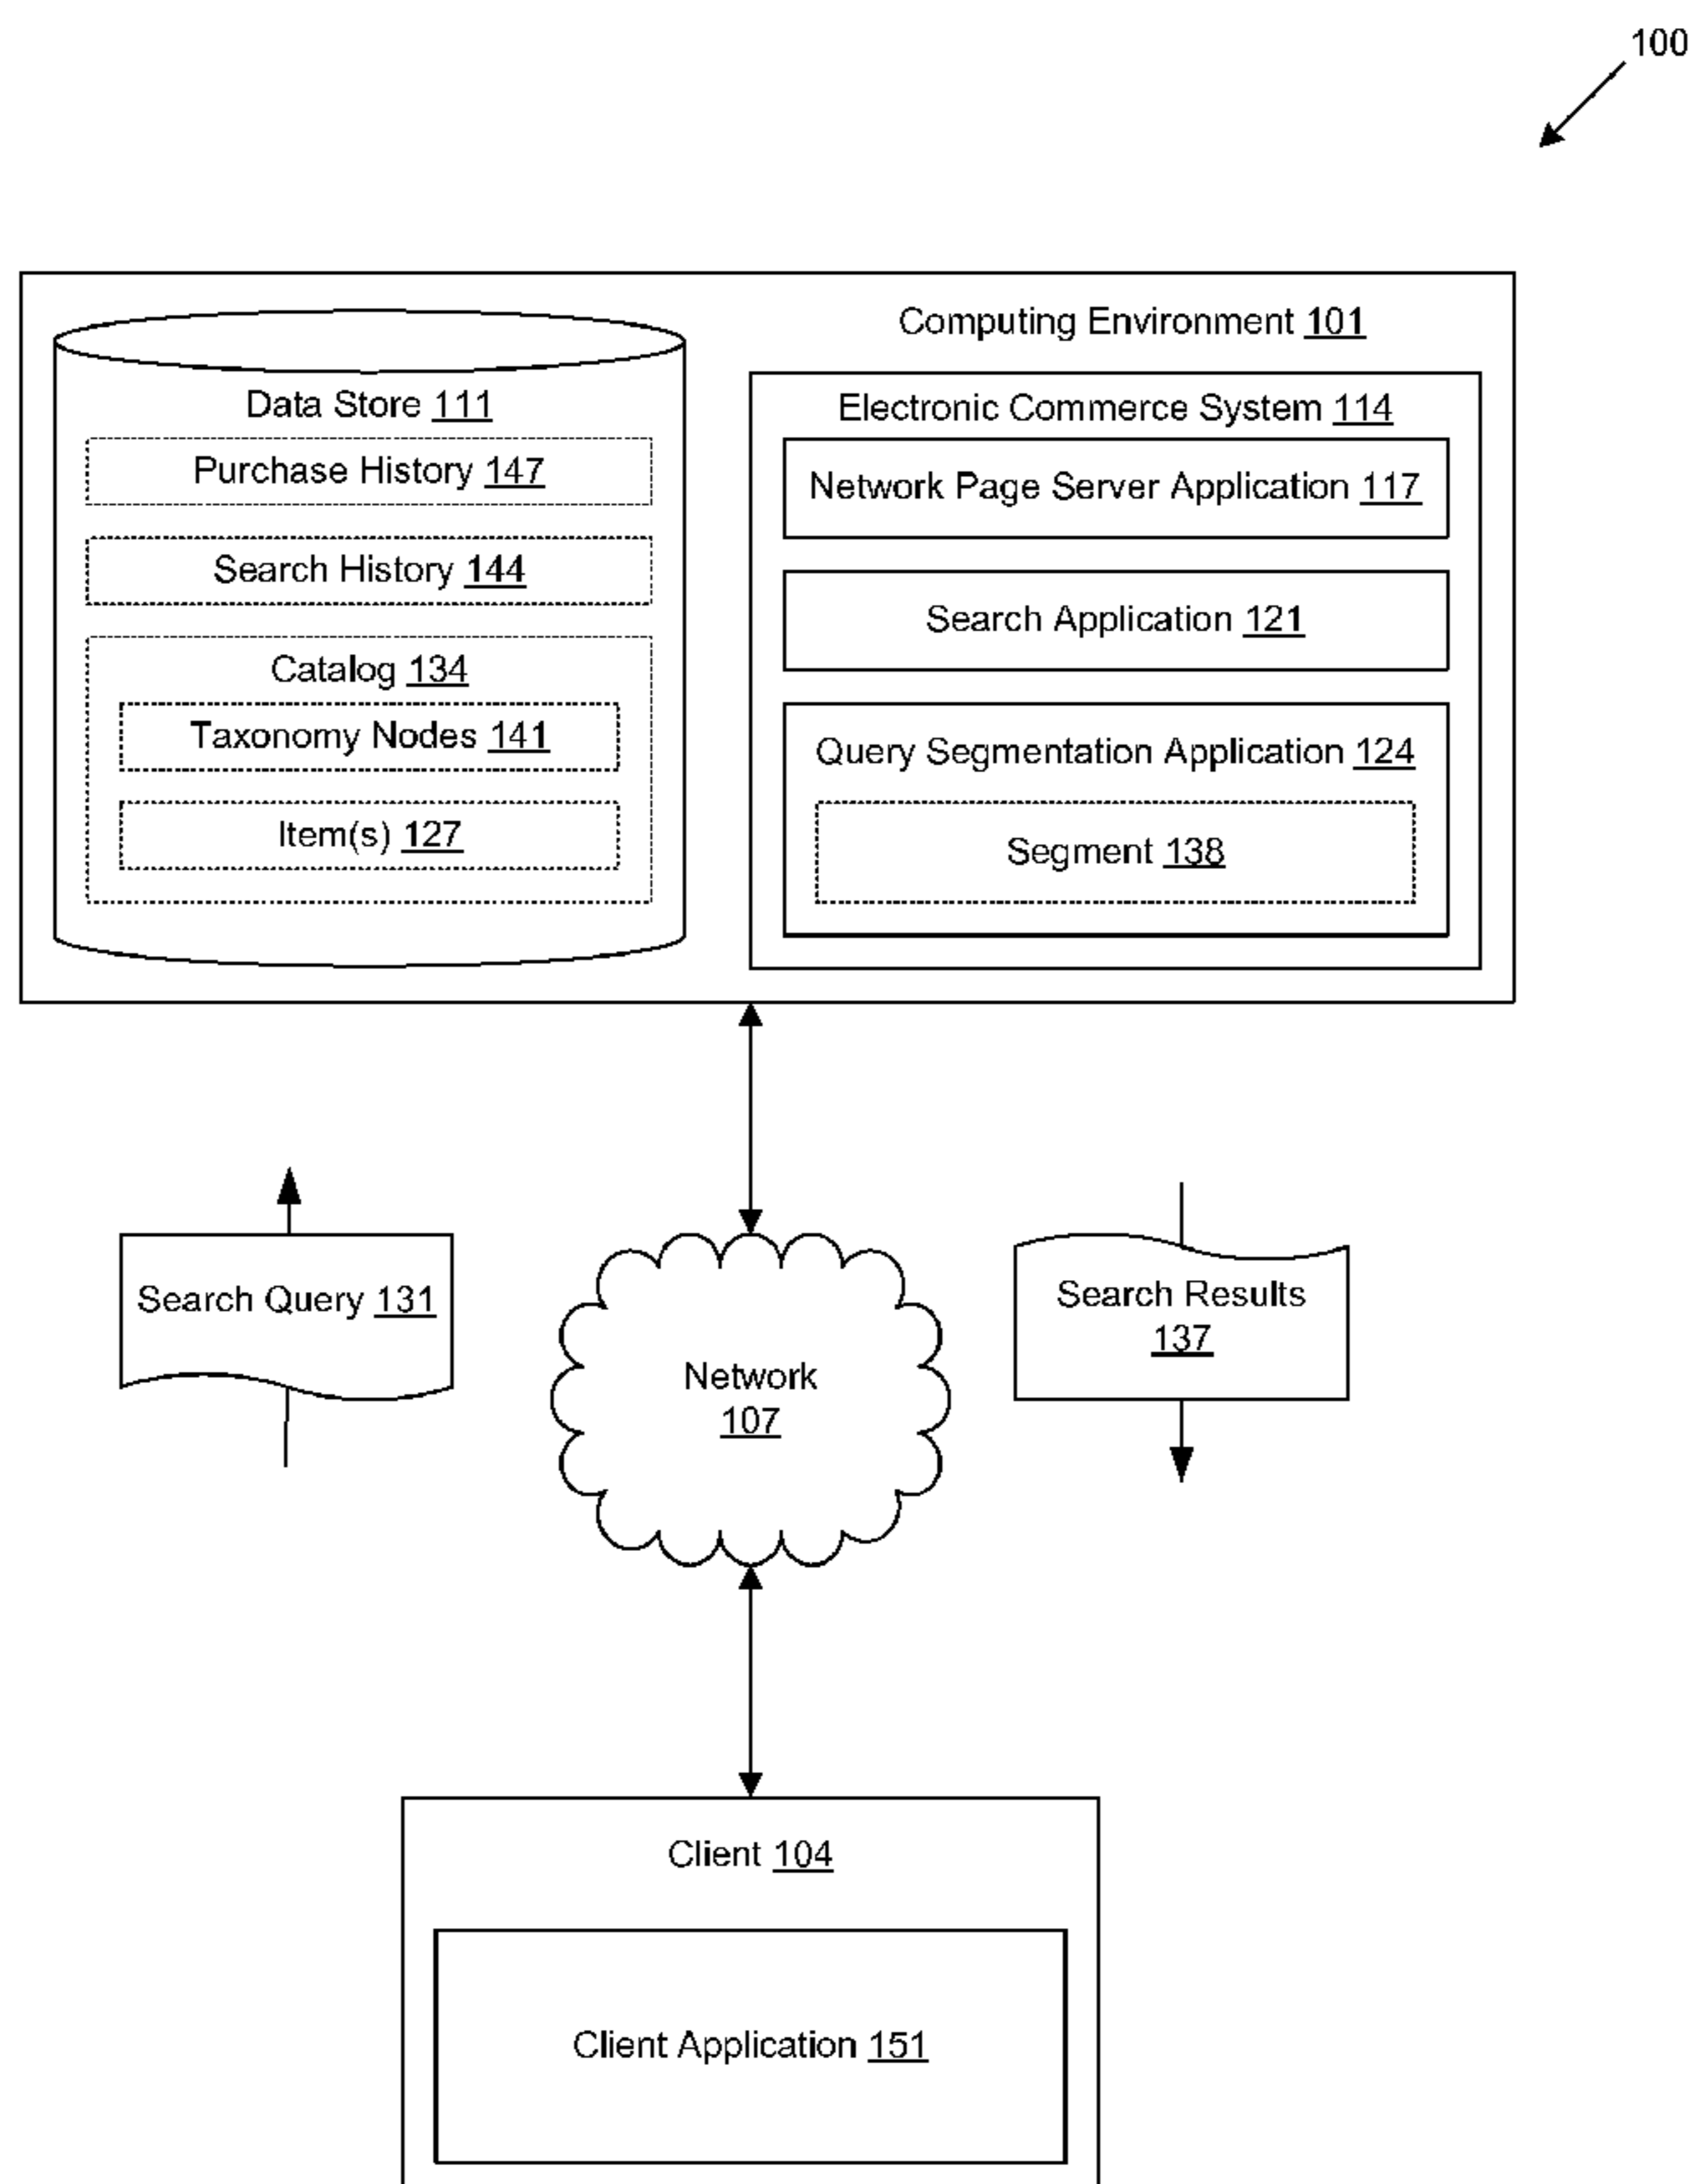 100
Computing Environment 101
Data Store 111
Purchase History 147
Search History 144
Catalog 134
Taxonomy Nodes 141
Item(s) 127
Electronic Commerce System 114
Network Page Server Application 117
Search Application 121
Query Segmentation Application 124
Segment 138
Search Query 131
Network
107
Search Results
137
Client 104
Client Application 151